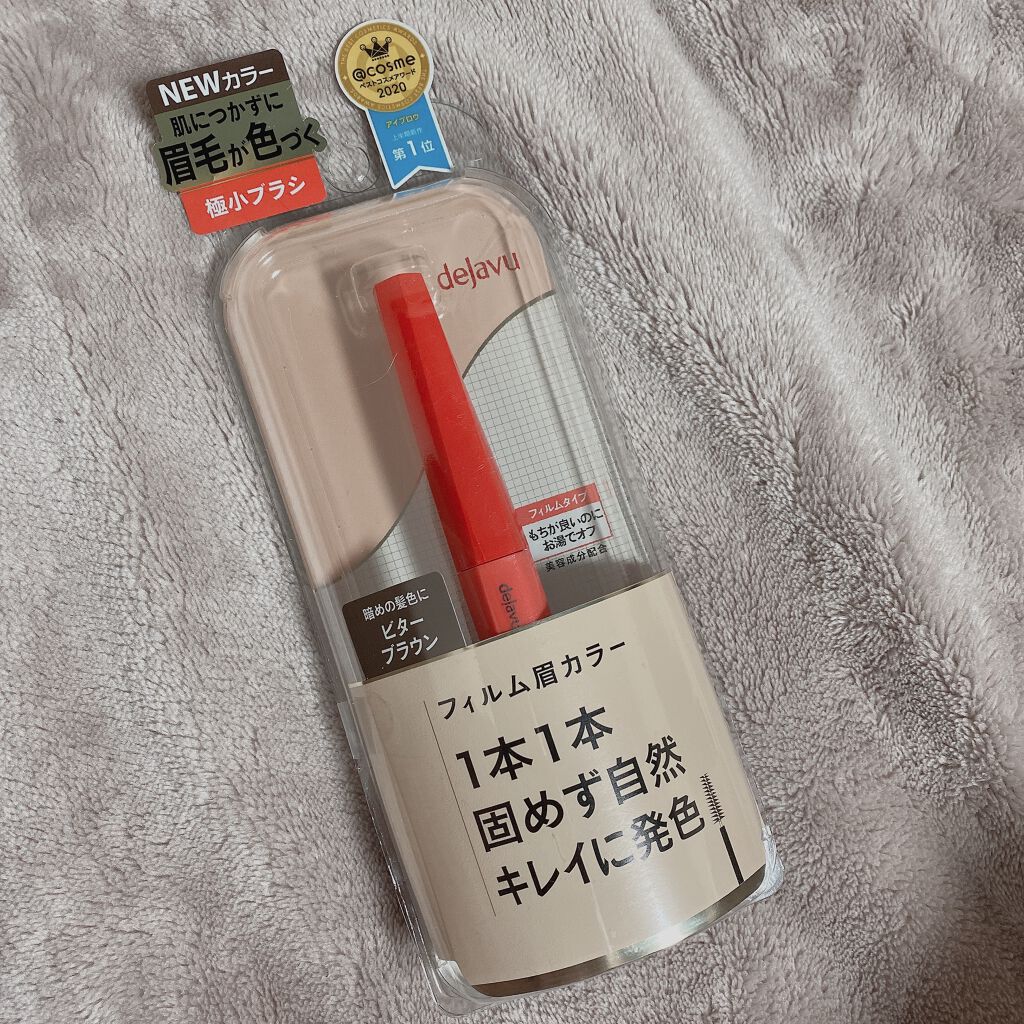 NEWカラー
肌につかずに
眉毛が色づく
極小ブラシ
@cosme
ベストコスメアワード
2020
アイブロウ
上半期新作
第1位
dejavu
フィルムタイプ
もちが良いのに
お湯でオフ
美容成分配合
dejavu
暗めの髪色に
ビター
ブラウン
フィルム眉カラー
1本1本
固めず自然
キレイに発色